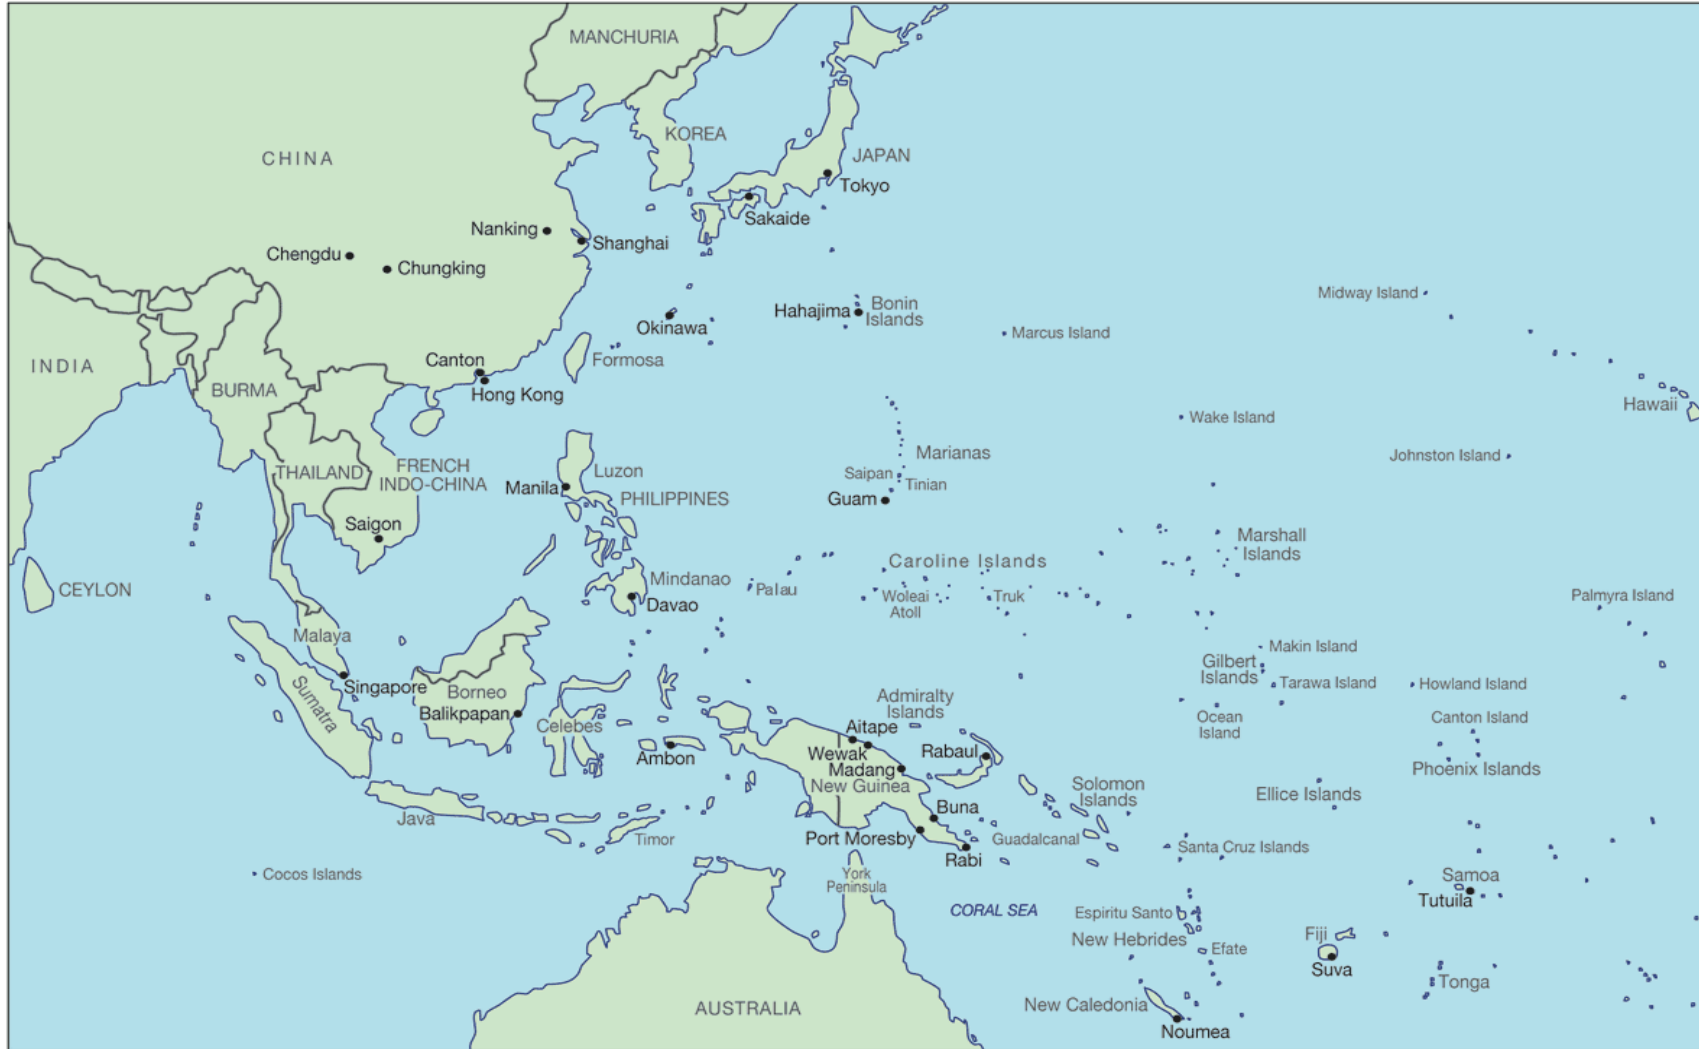 MANCHURIA
KOREA
CHINA
JAPAN
Tokyo
Sakaide
Nanking
Shanghai
Chengdu
Chungking
Midway Island
Hahajima
Bonin
Islands
Okinawa
Marcus Island
Formosa
INDIA
Canton
BURMA
Hong Kong
Hawaii
Wake Island
Marianas
Johnston Island
FRENCH
INDO-CHINA
THAILAND
Luzon
Saipan
Tinian
Manila
PHILIPPINES
Guam
Saigon
Marshall
Islands
Caroline Islands
CEYLON
Mindanao
Palau
Woleai
Atoll
Truk
Palmyra Island
Davao
Malaya
Makin Island
Gilbert
Islands
Singapore
Sumatra
Borneo
Tarawa Island
Howland Island
Balikpapan
Celebes
Admiralty
Islands
Ocean
Island
Canton Island
Aitape
Wewak
Rabaul
Ambon
Madang
New Guinea
Phoenix Islands
Solomon
Islands
Ellice Islands
Java
Buna
Timor
Port Moresby
Guadalcanal
Rabi
Santa Cruz Islands
Cocos Islands
York
Peninsula
Samoa
Tutuila
CORAL SEA
Espiritu Santo
New Hebrides
Efate
Fiji
Suva
Tonga
AUSTRALIA
New Caledonia
Noumea